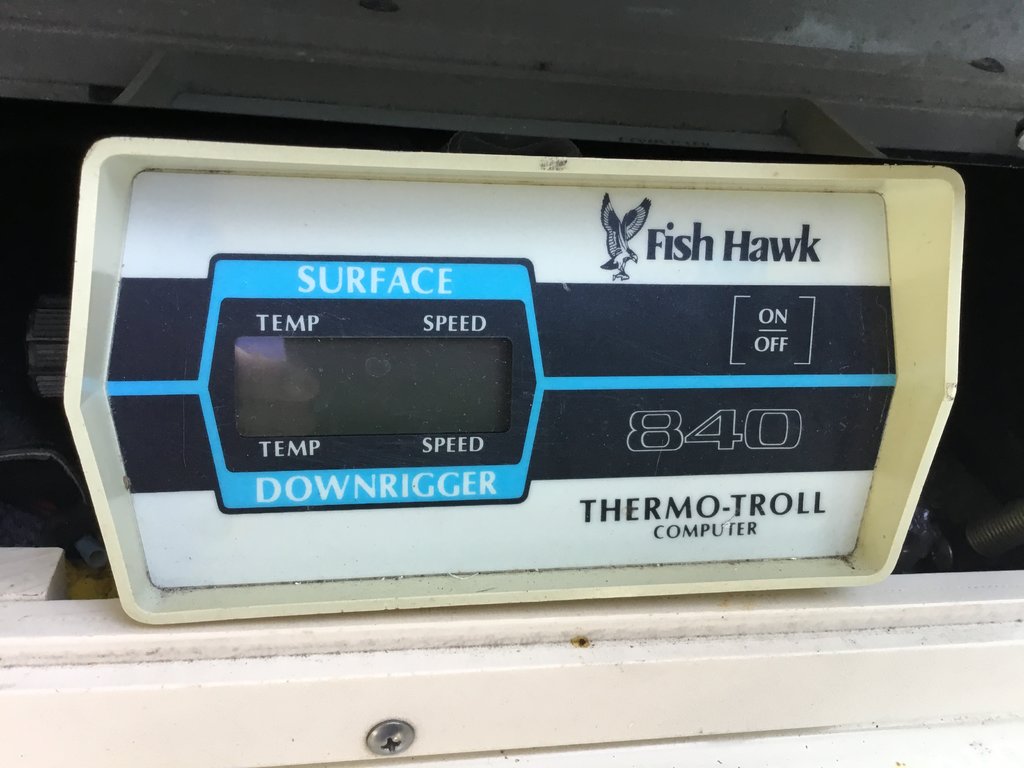 Fish Hawk
SURFACE
TEMP SPEED
ON
OFF
TEMP SPEED
DOWNRIGGER
840
THERMO-TROLL
COMPUTER